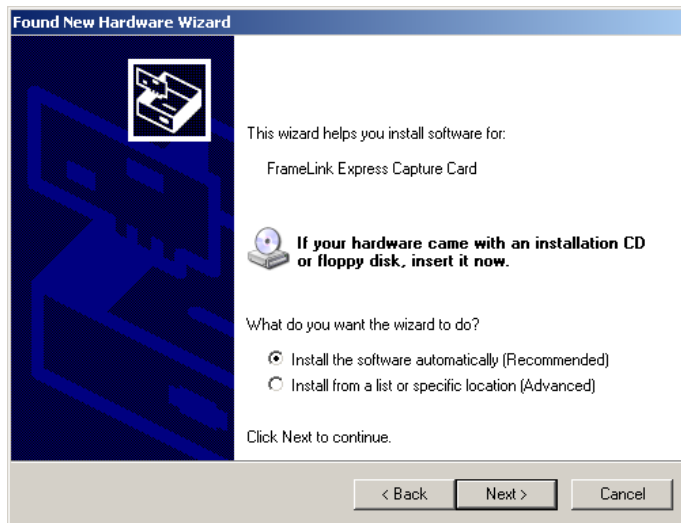 Found New Hardware Wizard
This wizard helps you install software for:
FrameLink Express Capture Card
If your hardware came with an installation CD
or floppy disk, insert it now.
What do you want the wizard to do?
Install the software automatically (Recommended)
Install from a list or specific location (Advanced)
Click Next to continue.
< Back
Next >
Cancel